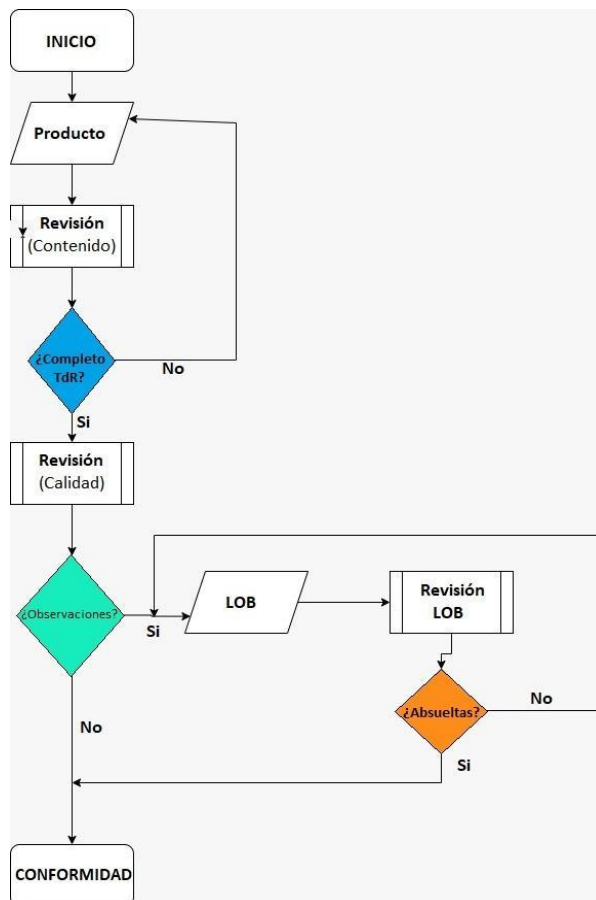 INICIO
Producto
Revisión
(Contenido)
¿Completo
TdR?
No
Si
Revisión
(Calidad)
¿Observaciones?
Si
LOB
Revisión
LOB
¿Absueltas?
No
No
Si
CONFORMIDAD